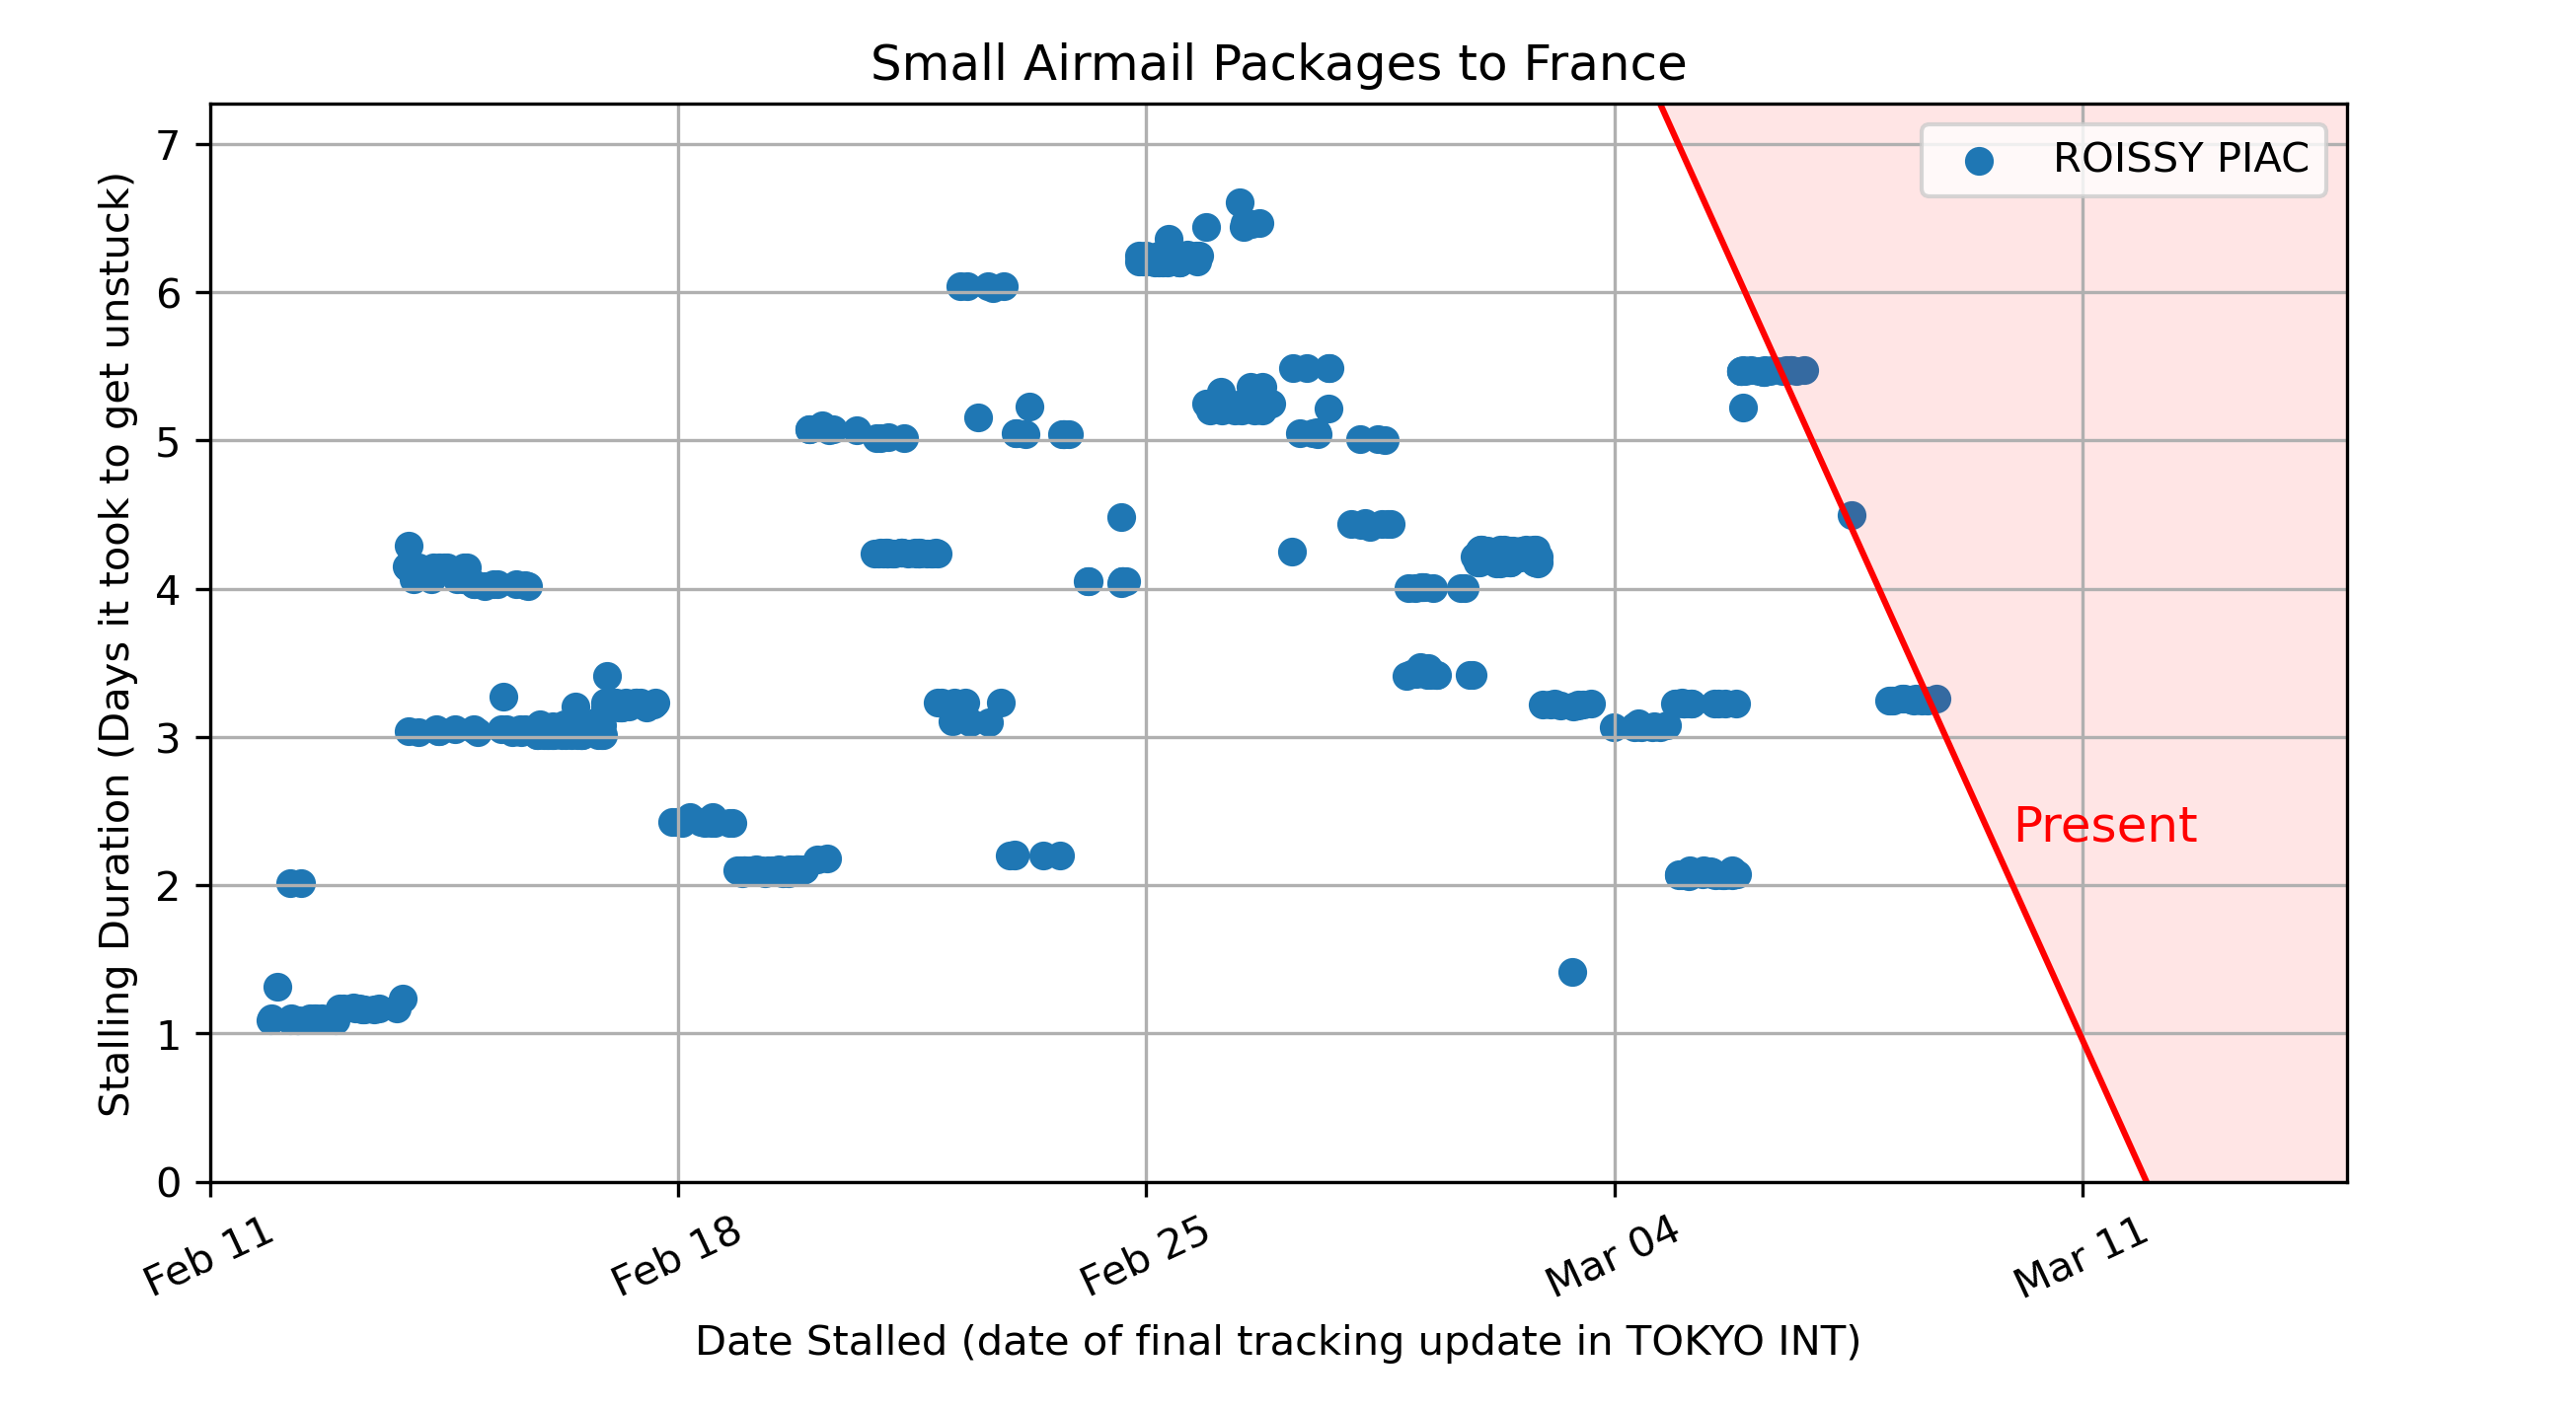 Small Airmail Packages to France
Stalling Duration (Days it took to get unstuck)
7
6
5
4
3
2
1
0
ROISSY PIAC
Present
Feb 11
Feb 18
Feb 25
Mar 04
Mar 11
Date Stalled (date of final tracking update in TOKYO INT)